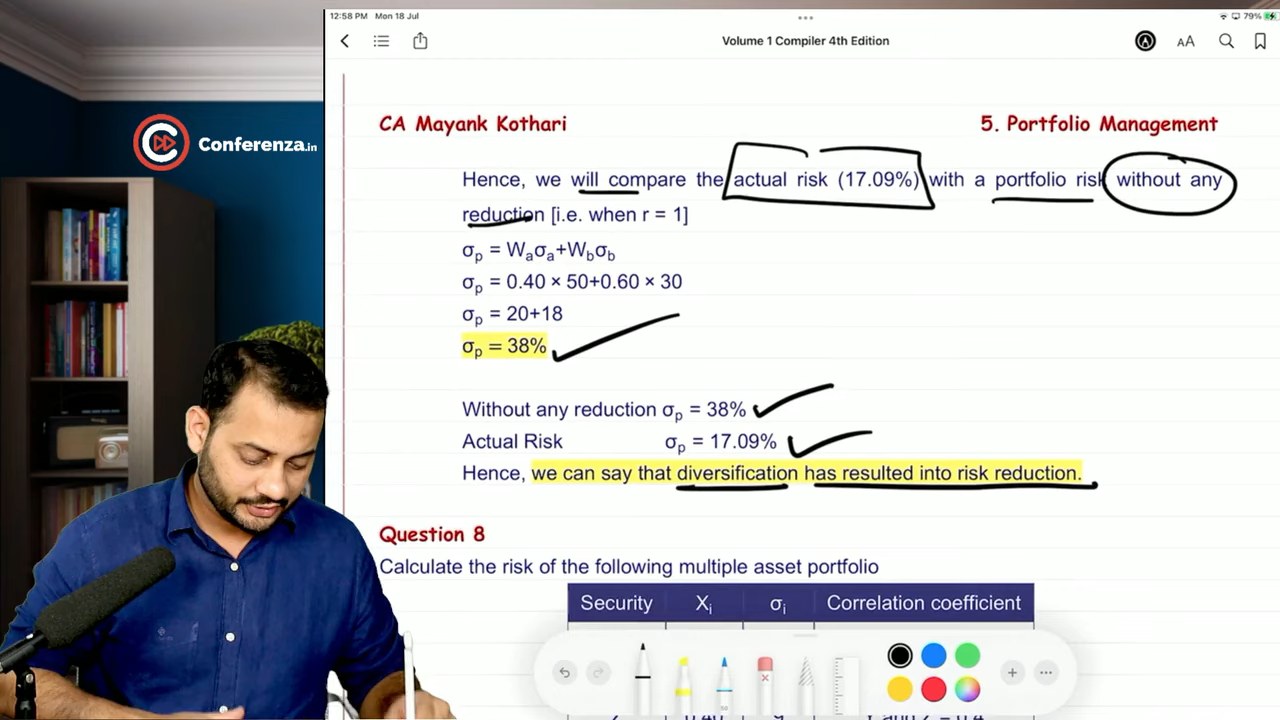 12:58 PM Mon 18 Jul
79%
Volume 1 Compiler 4th Edition
AA
Conferenza.in
CA Mayank Kothari
5. Portfolio Management
Hence, we will compare the actual risk (17.09%) with a portfolio risk without any
reduction [i.e. when r = 1]
σp = Waσa+Wbσb
σp = 0.40 × 50+0.60 × 30
σp = 20+18
σp = 38%
Without any reduction σp = 38%
Actual Risk σp = 17.09%
Hence, we can say that diversification has resulted into risk reduction.
Question 8
Calculate the risk of the following multiple asset portfolio
Security Xi σi Correlation coefficient